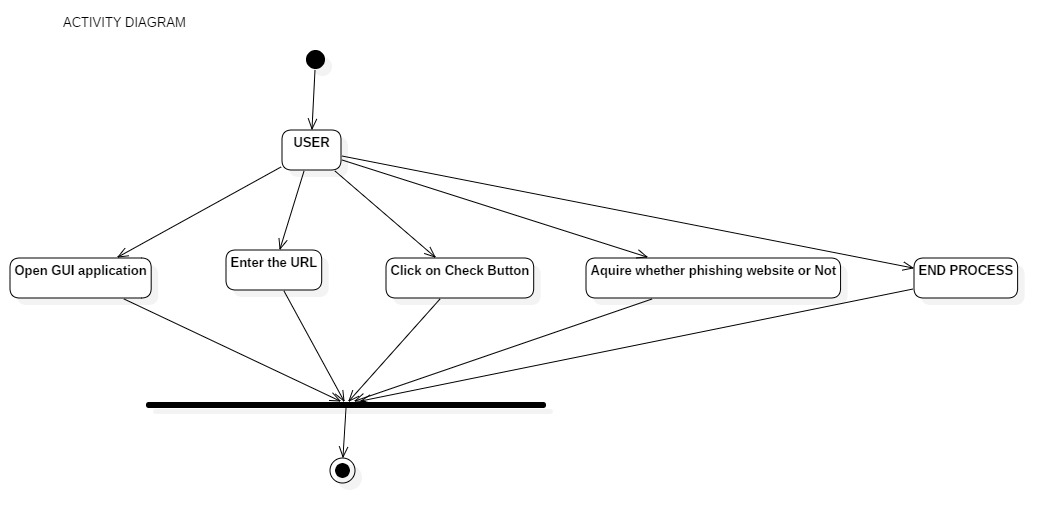 ACTIVITY DIAGRAM
USER
Open GUI application
Enter the URL
Click on Check Button
Aquire whether phishing website or Not
END PROCESS